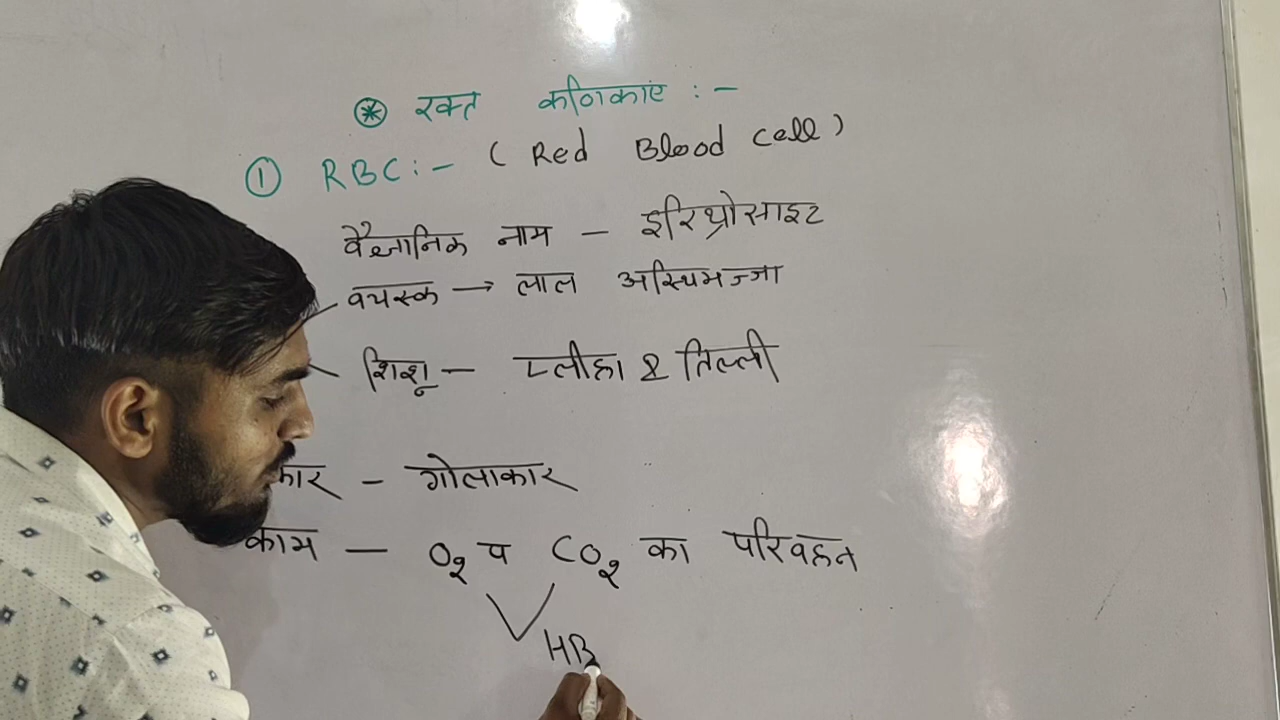 ⊛ रक्त कणिकाएं :-
① RBC :- ( Red Blood Cell )
वैज्ञानिक नाम - इरिथ्रोसाइट
वयस्क → लाल अस्थिमज्जा
शिशू - प्लीहा & तिल्ली
कार - गोलाकार
काम - O2 व CO2 का परिवहन
HB